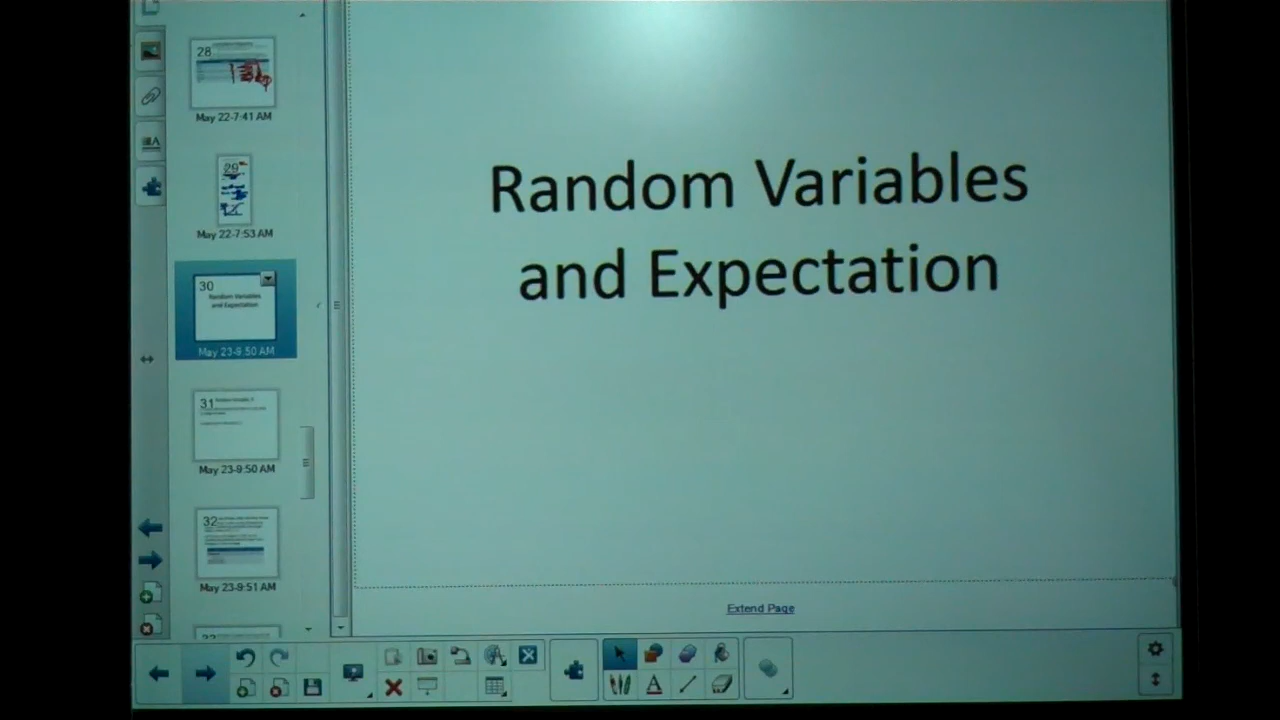 28
May 22-7:41 AM
29
May 22-7:53 AM
30
Random Variables
and Expectation
May 23-9:50 AM
31
May 23-9:50 AM
32
May 23-9:51 AM
Random Variables
and Expectation
Extend Page